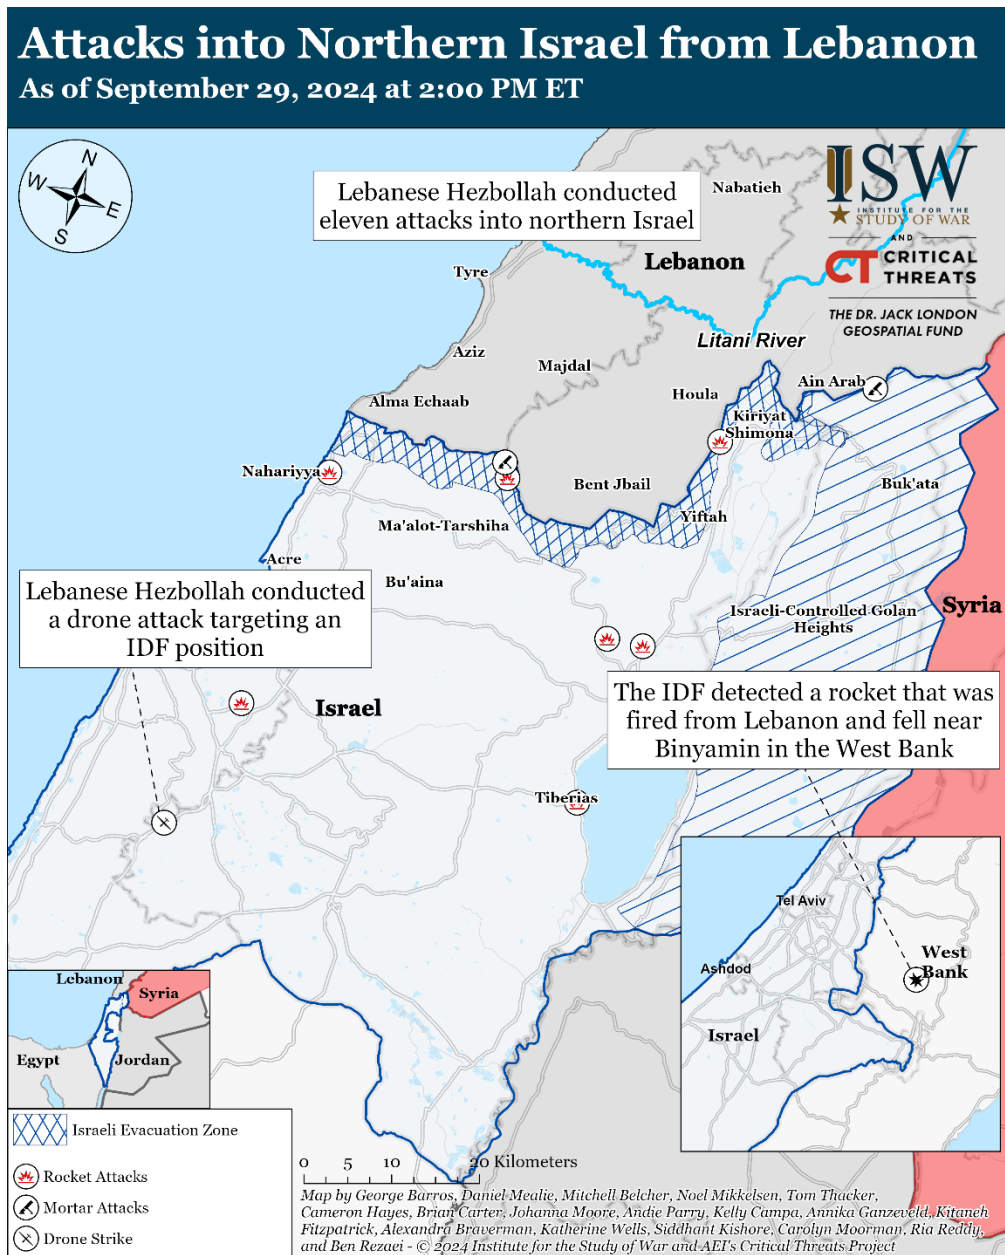 Attacks into Northern Israel from Lebanon
As of September 29, 2024 at 2:00 PM ET
N
W
E
S
Lebanese Hezbollah conducted
eleven attacks into northern Israel
ISW
INSTITUTE FOR THE
STUDY OF WAR
AND
CT CRITICAL
THREATS
THE DR. JACK LONDON
GEOSPATIAL FUND
Nabatieh
Lebanon
Tyre
Litani River
Aziz
Majdal
Ain Arab
Houla
Alma Echaab
Kiriyat
Shimona
Nahariyya
Bent Jbail
Buk'ata
Yiftah
Ma'alot-Tarshiha
Acre
Bu'aina
Lebanese Hezbollah conducted
a drone attack targeting an
IDF position
Israeli-Controlled Golan
Heights
Syria
Israel
The IDF detected a rocket that was
fired from Lebanon and fell near
Binyamin in the West Bank
Tiberias
Tel Aviv
West
Bank
Ashdod
Israel
Lebanon
Syria
Egypt
Jordan
Israeli Evacuation Zone
Rocket Attacks
Mortar Attacks
Drone Strike
0 5 10 20 Kilometers
Map by George Barros, Daniel Mealie, Mitchell Belcher, Noel Mikkelsen, Tom Thacker,
Cameron Hayes, Brian Carter, Johanna Moore, Andie Parry, Kelly Campa, Annika Ganzeveld, Kitaneh
Fitzpatrick, Alexandra Braverman, Katherine Wells, Siddhant Kishore, Carolyn Moorman, Ria Reddy,
and Ben Rezaei - © 2024 Institute for the Study of War and AEI's Critical Threats Project